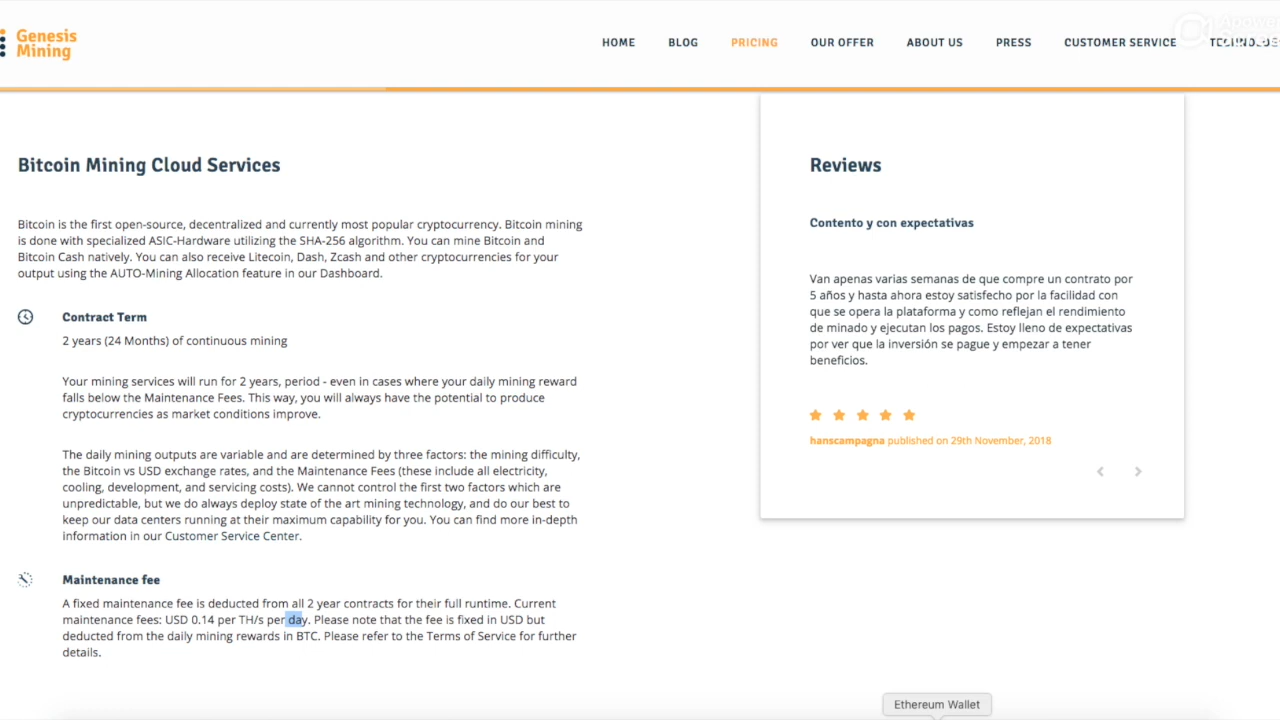 Genesis
Mining
HOME BLOG PRICING OUR OFFER ABOUT US PRESS CUSTOMER SERVICE
Bitcoin Mining Cloud Services
Bitcoin is the first open-source, decentralized and currently most popular cryptocurrency. Bitcoin mining
is done with specialized ASIC-Hardware utilizing the SHA-256 algorithm. You can mine Bitcoin and
Bitcoin Cash natively. You can also receive Litecoin, Dash, Zcash and other cryptocurrencies for your
output using the AUTO-Mining Allocation feature in our Dashboard.
Contract Term
2 years (24 Months) of continuous mining
Your mining services will run for 2 years, period - even in cases where your daily mining reward
falls below the Maintenance Fees. This way, you will always have the potential to produce
cryptocurrencies as market conditions improve.
The daily mining outputs are variable and are determined by three factors: the mining difficulty,
the Bitcoin vs USD exchange rates, and the Maintenance Fees (these include all electricity,
cooling, development, and servicing costs). We cannot control the first two factors which are
unpredictable, but we do always deploy state of the art mining technology, and do our best to
keep our data centers running at their maximum capability for you. You can find more in-depth
information in our Customer Service Center.
Maintenance fee
A fixed maintenance fee is deducted from all 2 year contracts for their full runtime. Current
maintenance fees: USD 0.14 per TH/s per day. Please note that the fee is fixed in USD but
deducted from the daily mining rewards in BTC. Please refer to the Terms of Service for further
details.
Reviews
Contento y con expectativas
Van apenas varias semanas de que compre un contrato por
5 años y hasta ahora estoy satisfecho por la facilidad con
que se opera la plataforma y como reflejan el rendimiento
de minado y ejecutan los pagos. Estoy lleno de expectativas
por ver que la inversión se pague y empezar a tener
beneficios.
hanscampagna published on 29th November, 2018
Ethereum Wallet